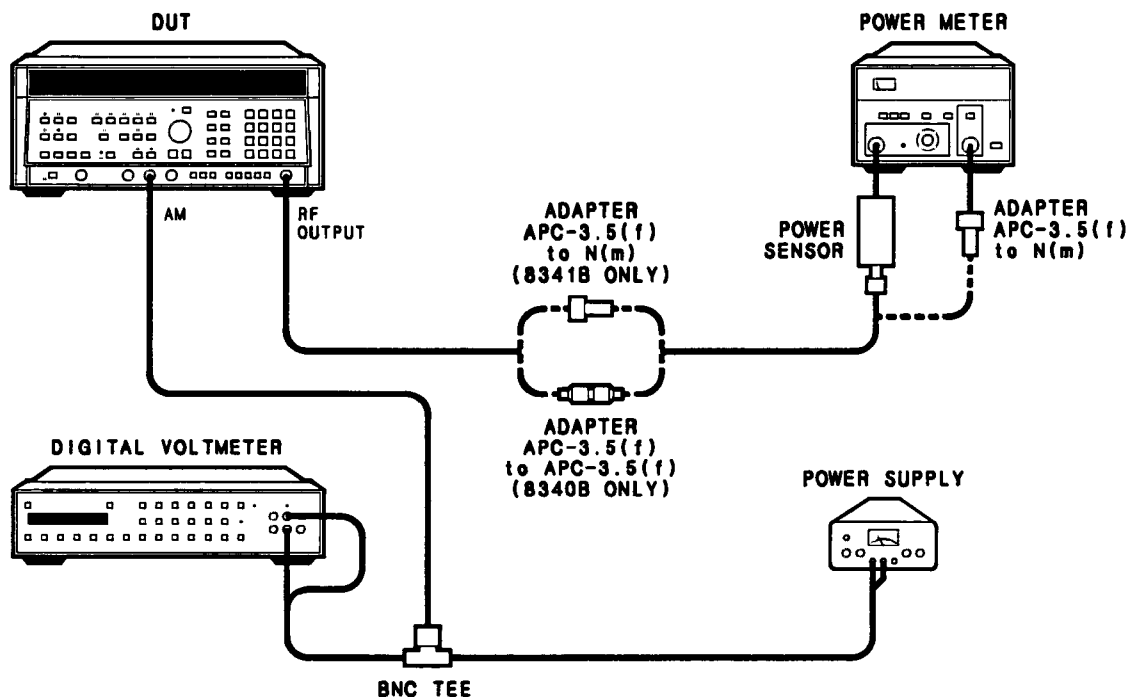 DUT
POWER METER
AM
RF
OUTPUT
ADAPTER
APC-3.5(f)
to N(m)
(8341B ONLY)
POWER
SENSOR
ADAPTER
APC-3.5(f)
to N(m)
ADAPTER
APC-3.5(f)
to APC-3.5(f)
(8340B ONLY)
DIGITAL VOLTMETER
POWER SUPPLY
BNC TEE